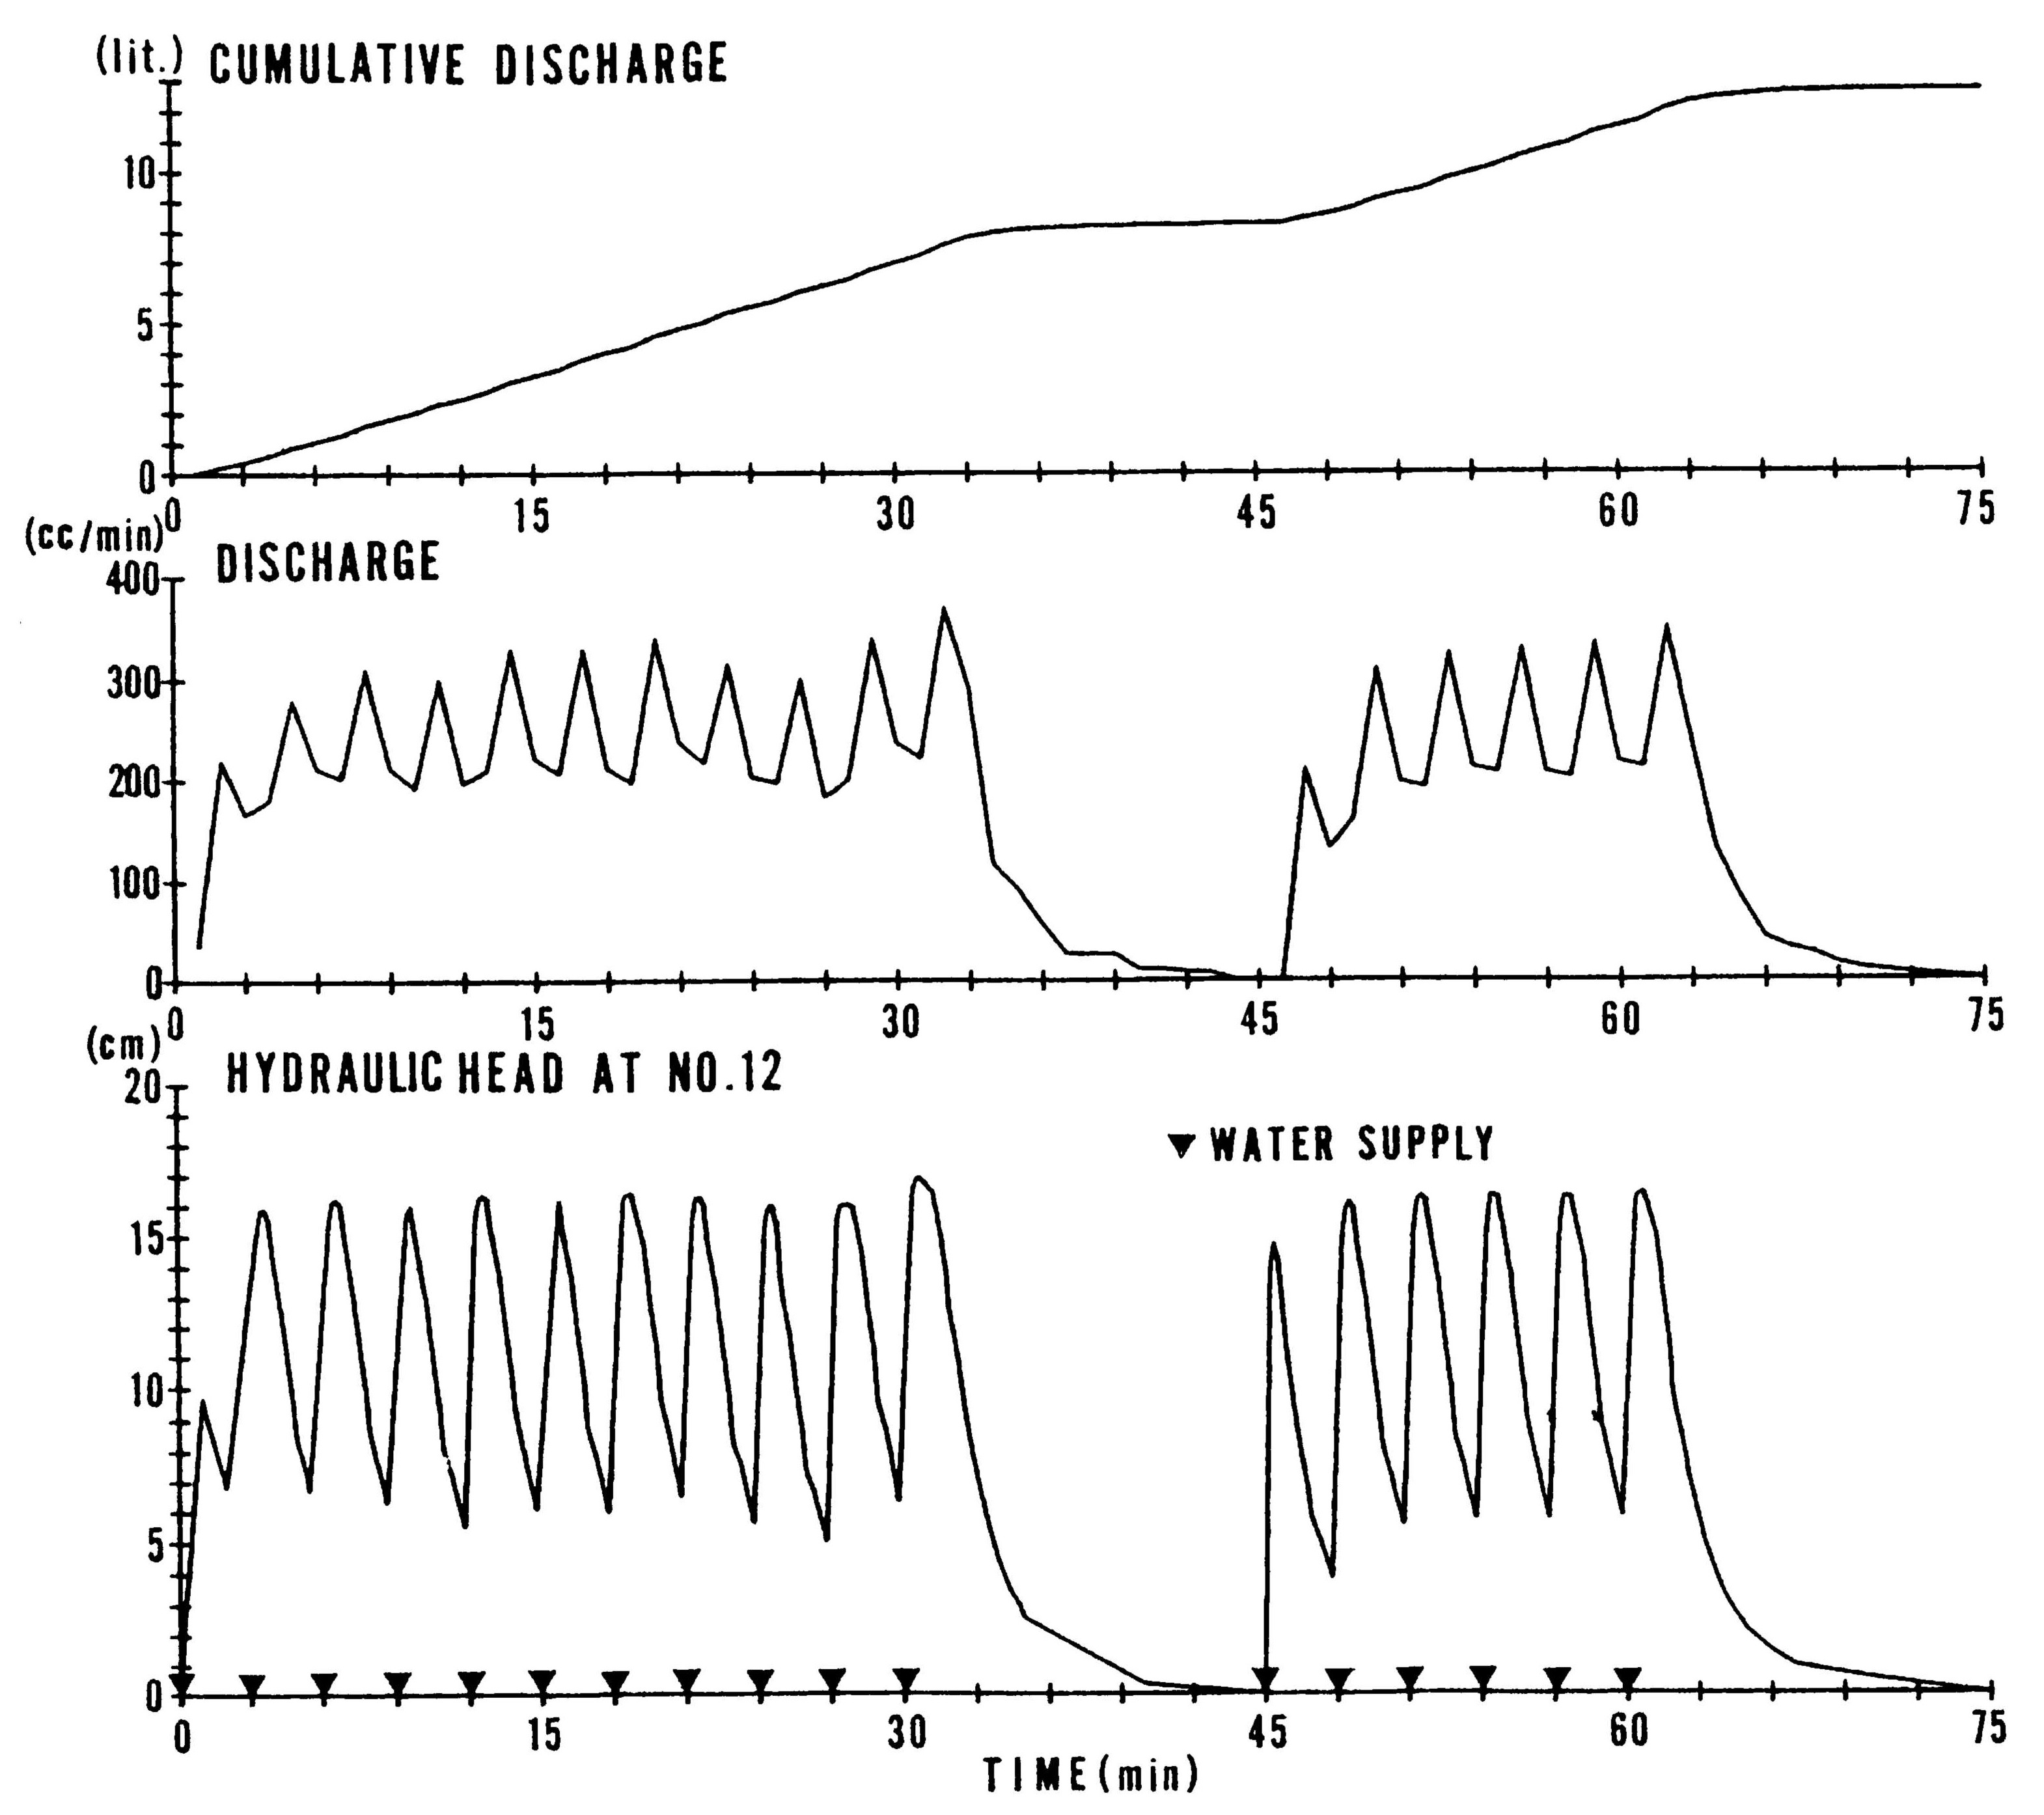 (lit.) CUMULATIVE DISCHARGE
10
5
0
0 15 30 45 60 75
(cc/min)
DISCHARGE
400
300
200
100
0
0 15 30 45 60 75
(cm)
HYDRAULIC HEAD AT NO.12
20
WATER SUPPLY
15
10
5
0
0 15 30 45 60 75
TIME(min)